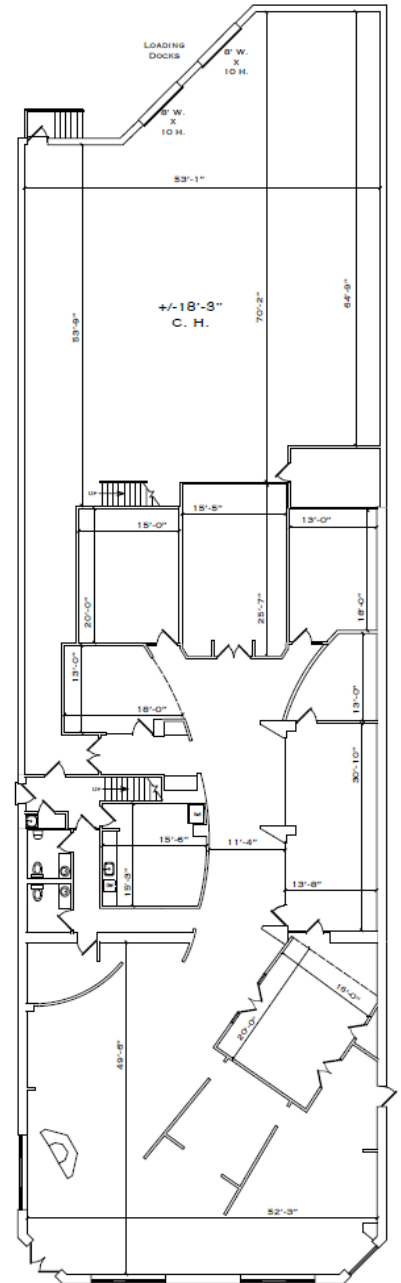 LOADING
DOCKS
8' W.
X
10 H.
8' W.
X
10 H.
53'-1"
+/-18'-3"
C. H.
53'-9"
70'-2"
64'-9"
UP
15'-0"
15'-5"
13'-0"
20'-0"
25'-7"
18'-0"
13'-0"
18'-0"
13'-0"
30'-10"
UP
15'-6"
11'-4"
15'-3"
13'-8"
16'-0"
20'-0"
49'-6"
52'-3"